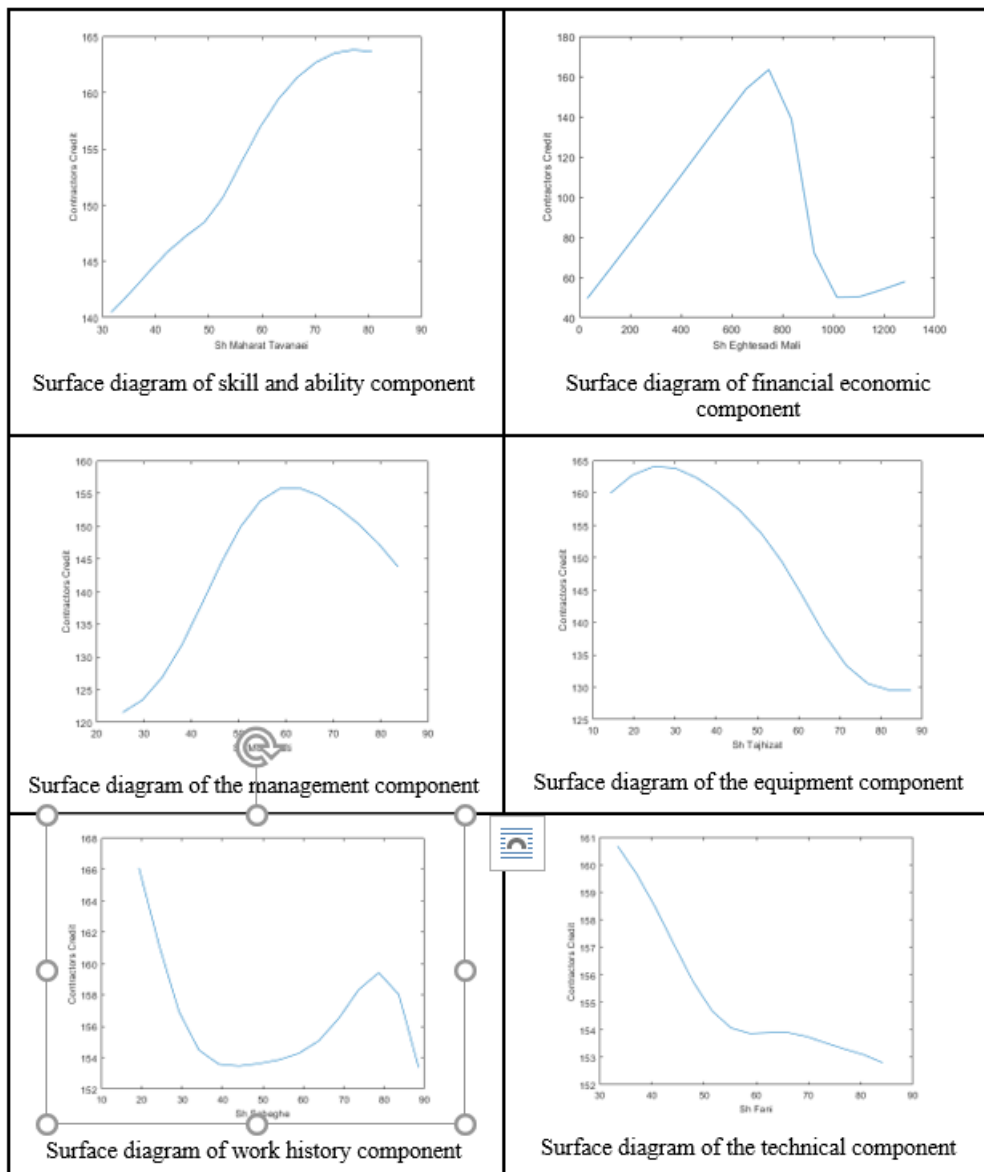 165
160
155
150
145
140
30 40 50 60 70 80 90
Contractors Credit
Sh Maharat Tavanaei
Surface diagram of skill and ability component
180
160
140
120
100
80
60
40
0 200 400 600 800 1000 1200 1400
Contractors Credit
Sh Eghtesadi Mali
Surface diagram of financial economic
component
160
155
150
145
140
135
130
125
120
20 30 40 50 60 70 80 90
Contractors Credit
Surface diagram of the management component
165
160
155
150
145
140
135
130
125
10 20 30 40 50 60 70 80 90
Contractors Credit
Sh Tajhizat
Surface diagram of the equipment component
168
166
164
162
160
158
156
154
152
10 20 30 40 50 60 70 80 90
Contractors Credit
Sh
Surface diagram of work history component
161
160
159
158
157
156
155
154
153
152
30 40 50 60 70 80 90
Contractors Credit
Sh Fani
Surface diagram of the technical component